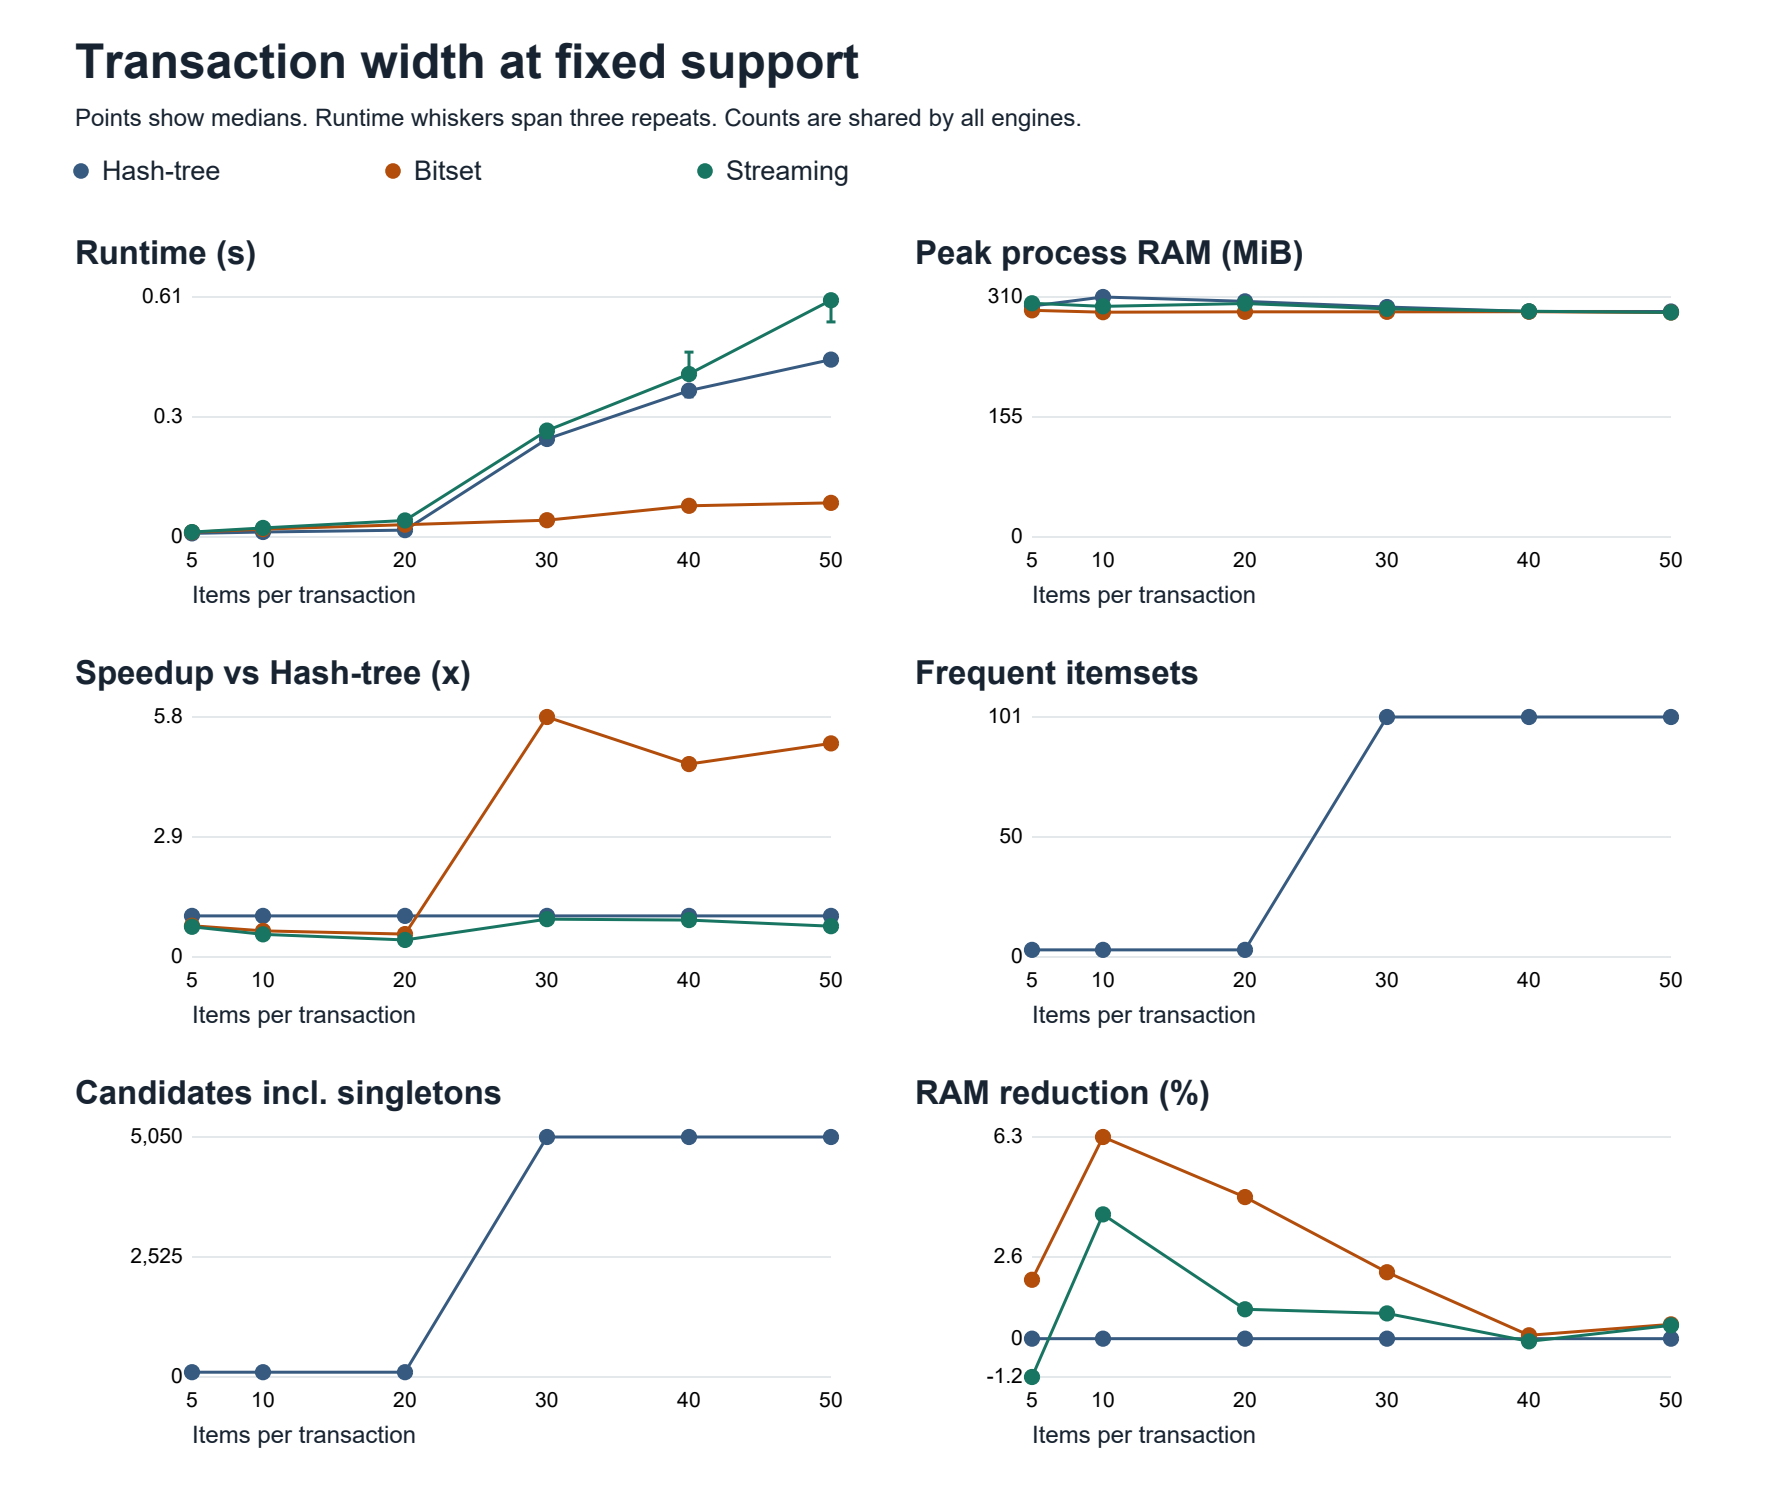 Transaction width at fixed support
Points show medians. Runtime whiskers span three repeats. Counts are shared by all engines.
Hash-tree Bitset Streaming
Runtime (s)
0.61
0.3
0
5 10 20 30 40 50
Items per transaction
Peak process RAM (MiB)
310
155
0
5 10 20 30 40 50
Items per transaction
Speedup vs Hash-tree (x)
5.8
2.9
0
5 10 20 30 40 50
Items per transaction
Frequent itemsets
101
50
0
5 10 20 30 40 50
Items per transaction
Candidates incl. singletons
5,050
2,525
0
5 10 20 30 40 50
Items per transaction
RAM reduction (%)
6.3
2.6
0
-1.2
5 10 20 30 40 50
Items per transaction